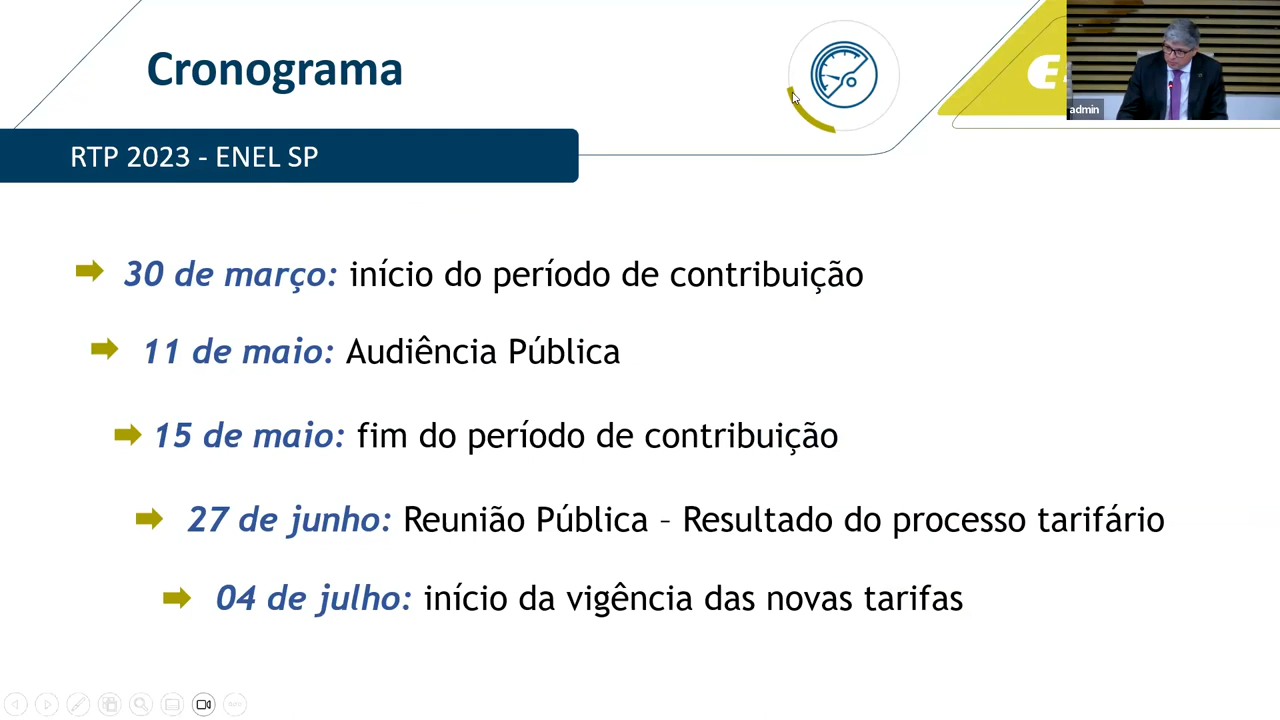 Cronograma
admin
RTP 2023 - ENEL SP
30 de março: início do período de contribuição
11 de maio: Audiência Pública
15 de maio: fim do período de contribuição
27 de junho: Reunião Pública – Resultado do processo tarifário
04 de julho: início da vigência das novas tarifas